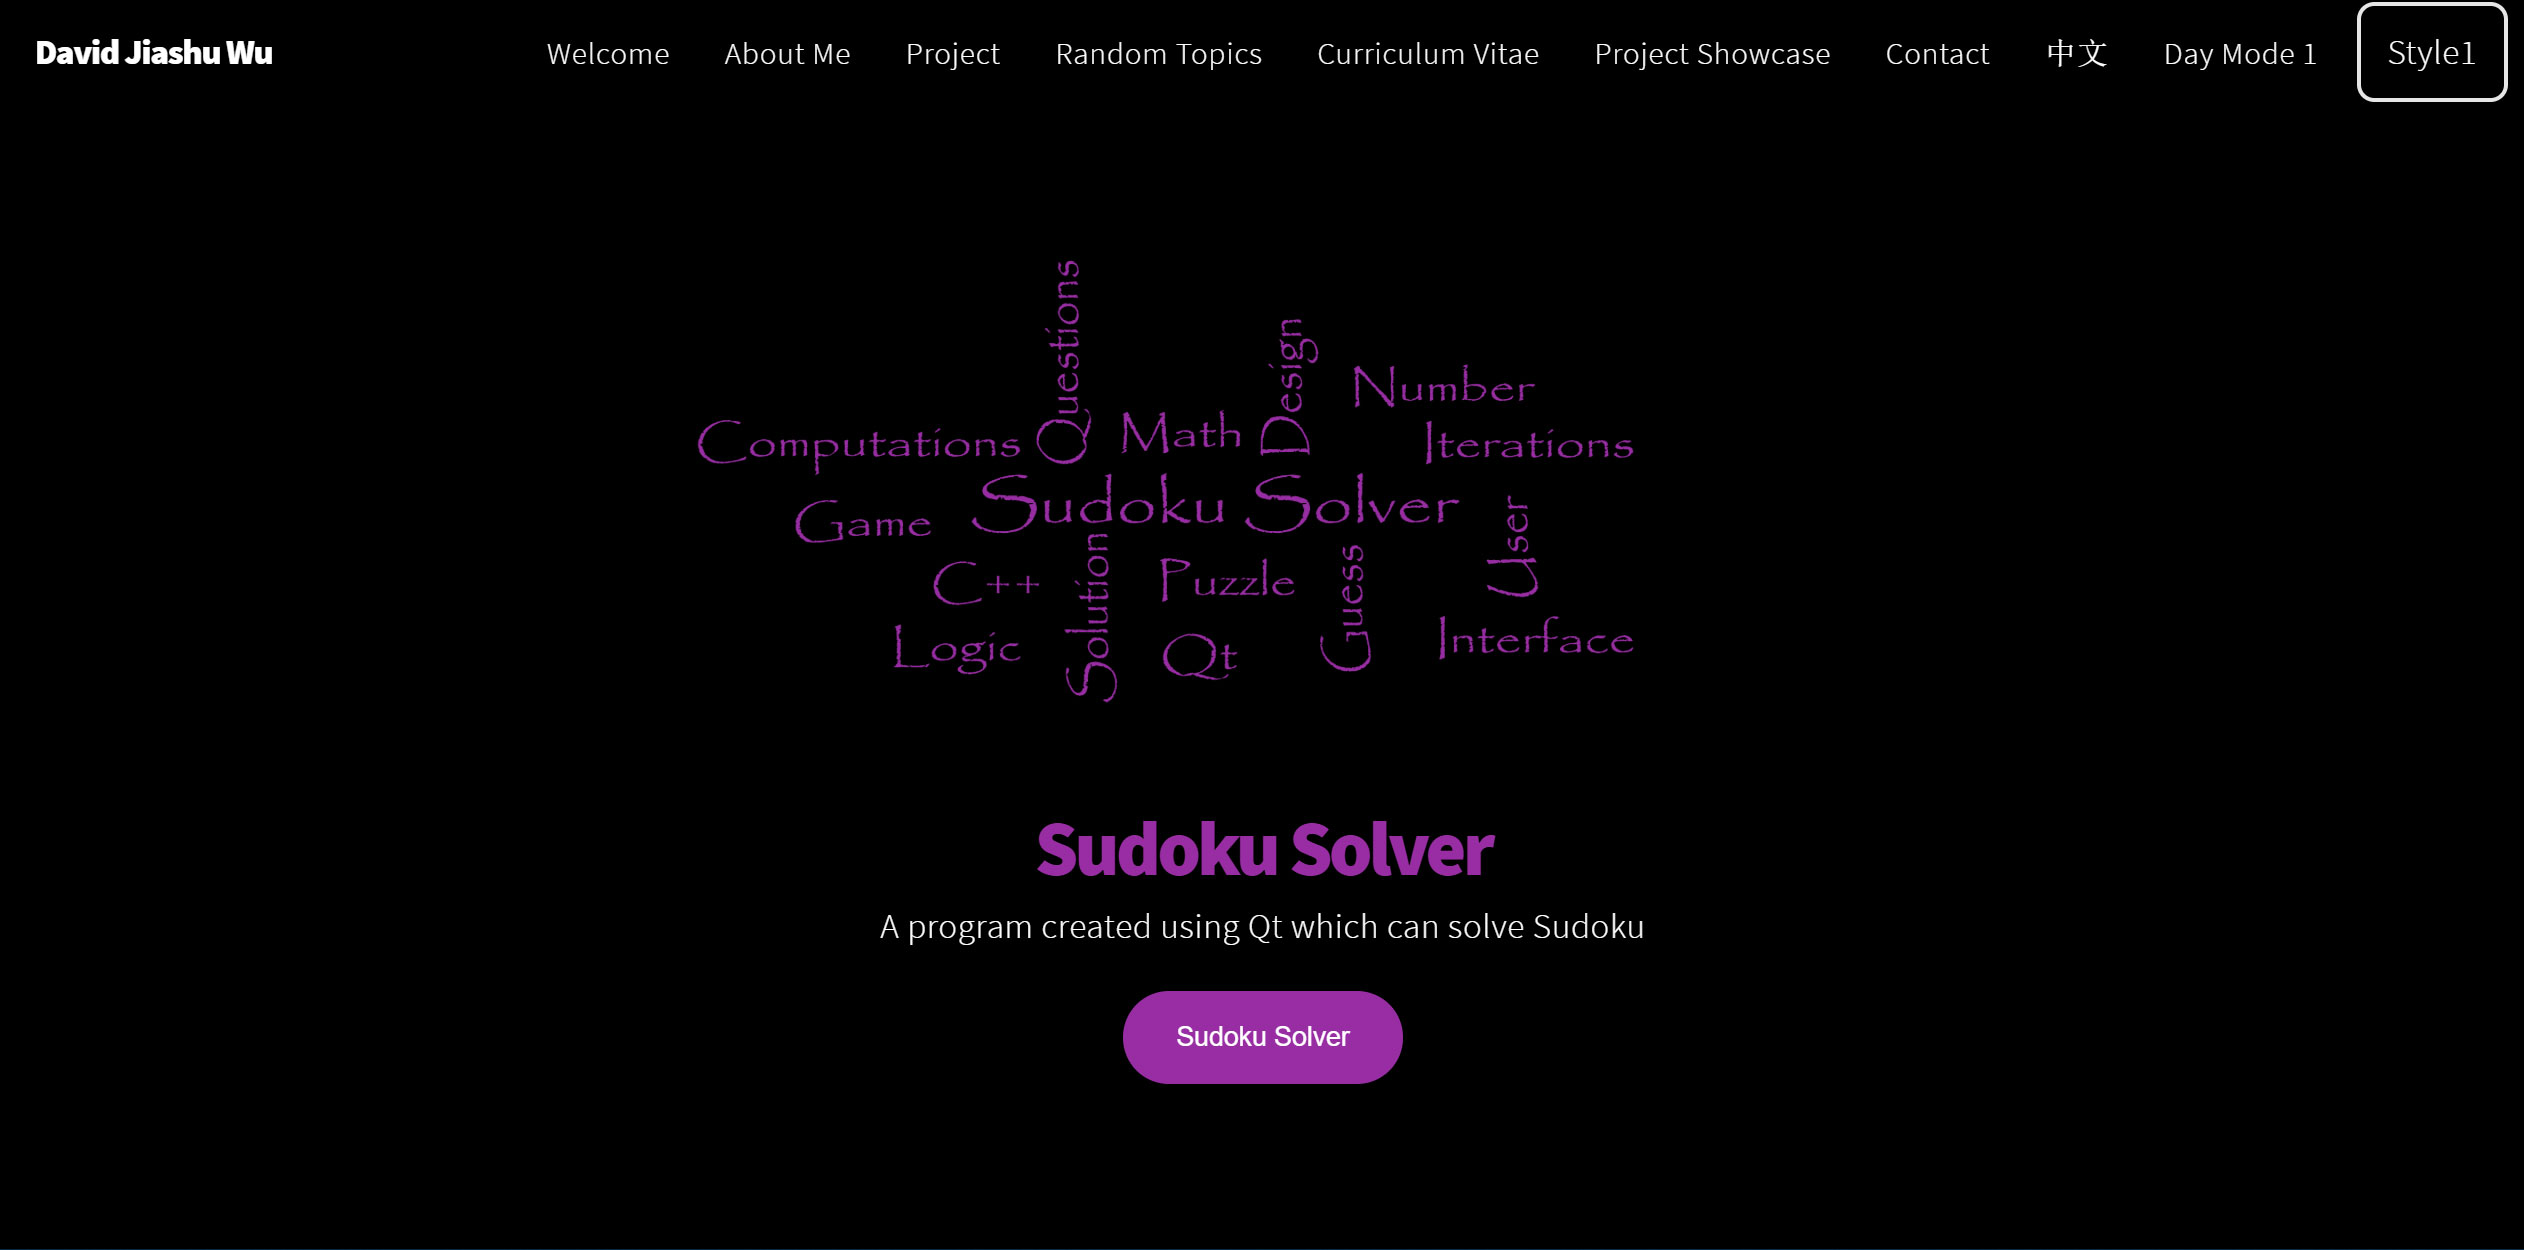 David Jiashu Wu
Welcome
About Me
Project
Random Topics
Curriculum Vitae
Project Showcase
Contact
中文
Day Mode 1
Style1
Questions
Design
Number
Computations
Math
Iterations
Sudoku Solver
Game
User
C++
Solution
Puzzle
Guess
Logic
Qt
Interface
Sudoku Solver
A program created using Qt which can solve Sudoku
Sudoku Solver